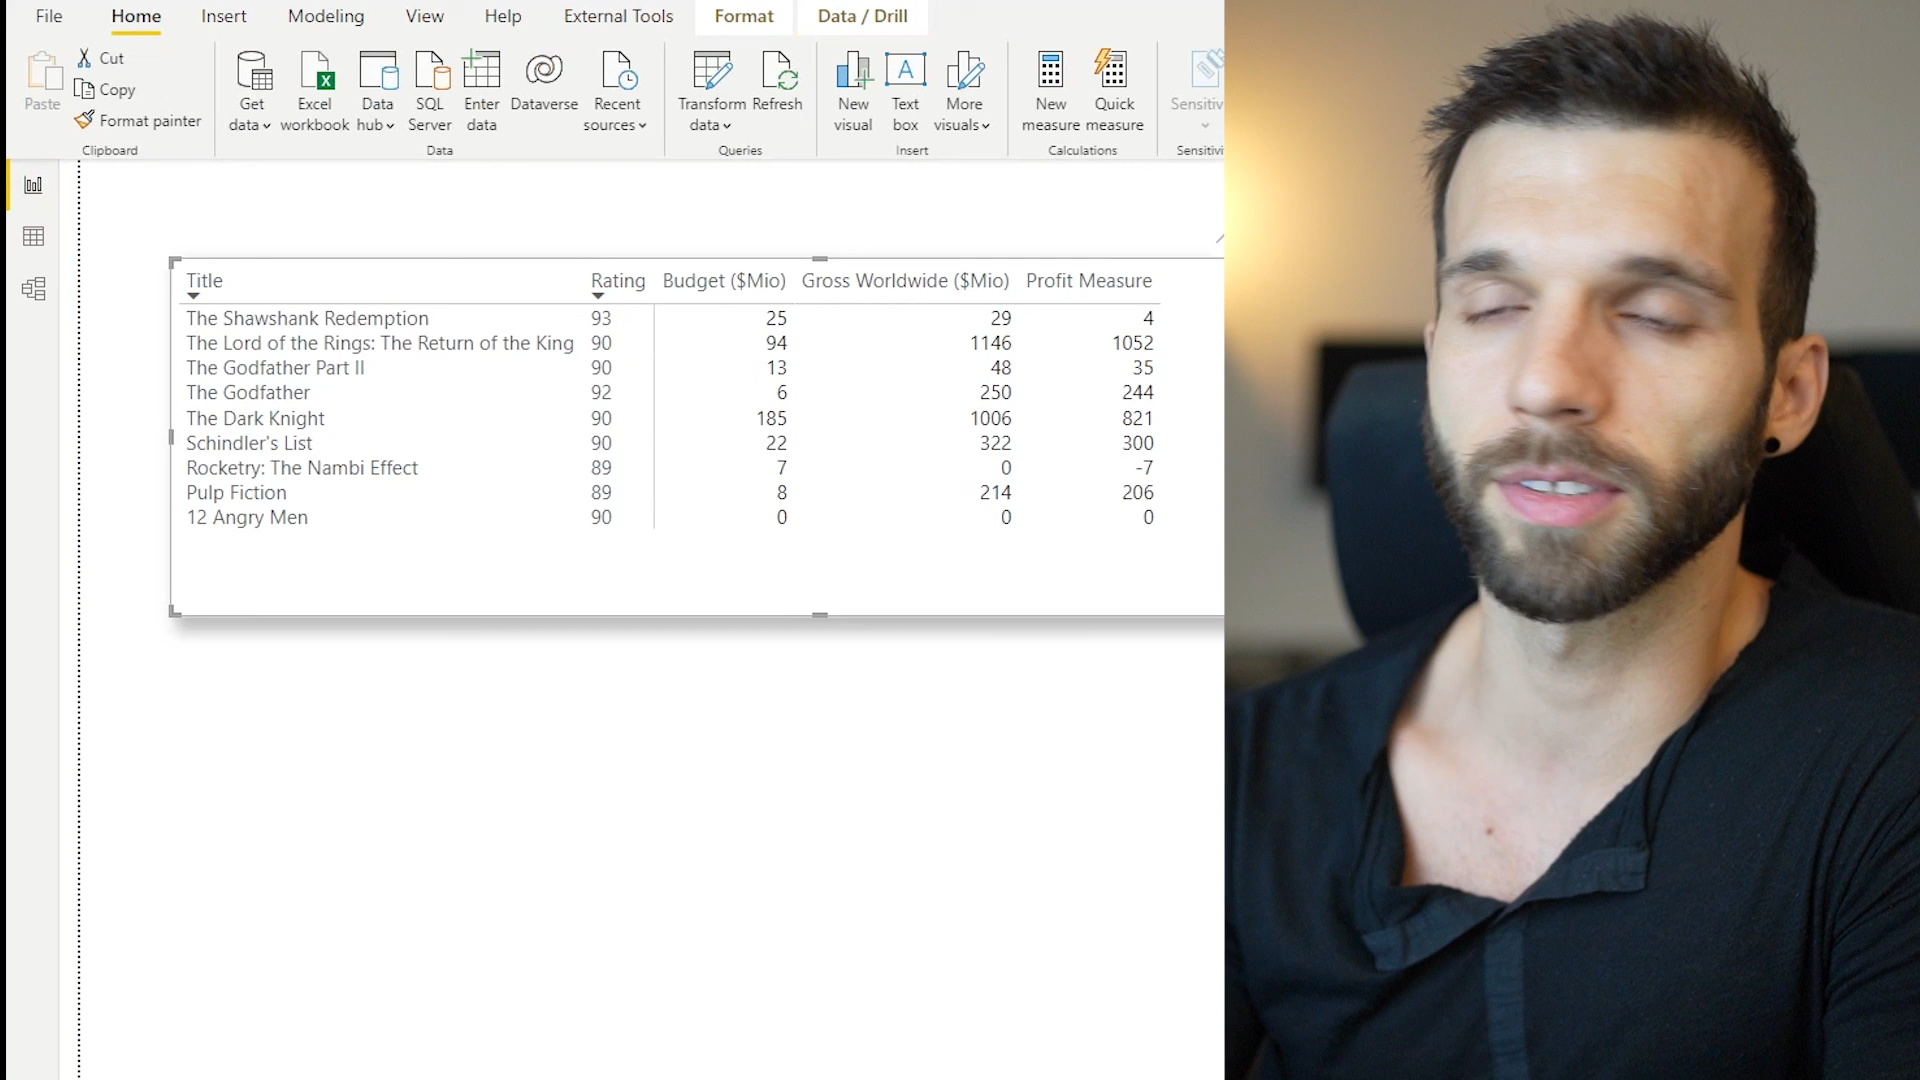 File Home Insert Modeling View Help External Tools Format Data / Drill
Paste
Cut
Copy
Format painter
Clipboard
Get data
Excel workbook
Data hub
SQL Server
Enter data
Dataverse
Recent sources
Data
Transform data
Refresh
Queries
New visual
Text box
More visuals
Insert
New measure
Quick measure
Calculations
Sensitiv
Sensitivi
Title Rating Budget ($Mio) Gross Worldwide ($Mio) Profit Measure
The Shawshank Redemption 93 25 29 4
The Lord of the Rings: The Return of the King 90 94 1146 1052
The Godfather Part II 90 13 48 35
The Godfather 92 6 250 244
The Dark Knight 90 185 1006 821
Schindler's List 90 22 322 300
Rocketry: The Nambi Effect 89 7 0 -7
Pulp Fiction 89 8 214 206
12 Angry Men 90 0 0 0